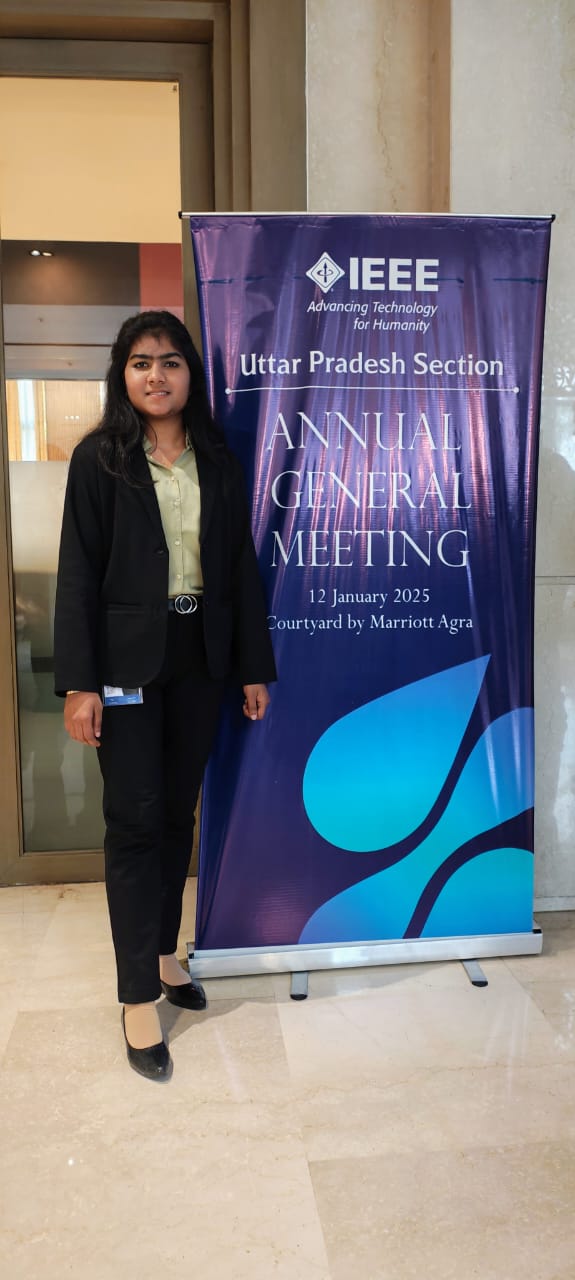 IEEE
Advancing Technology
for Humanity
Uttar Pradesh Section
ANNUAL
GENERAL
MEETING
12 January 2025
Courtyard by Marriott Agra